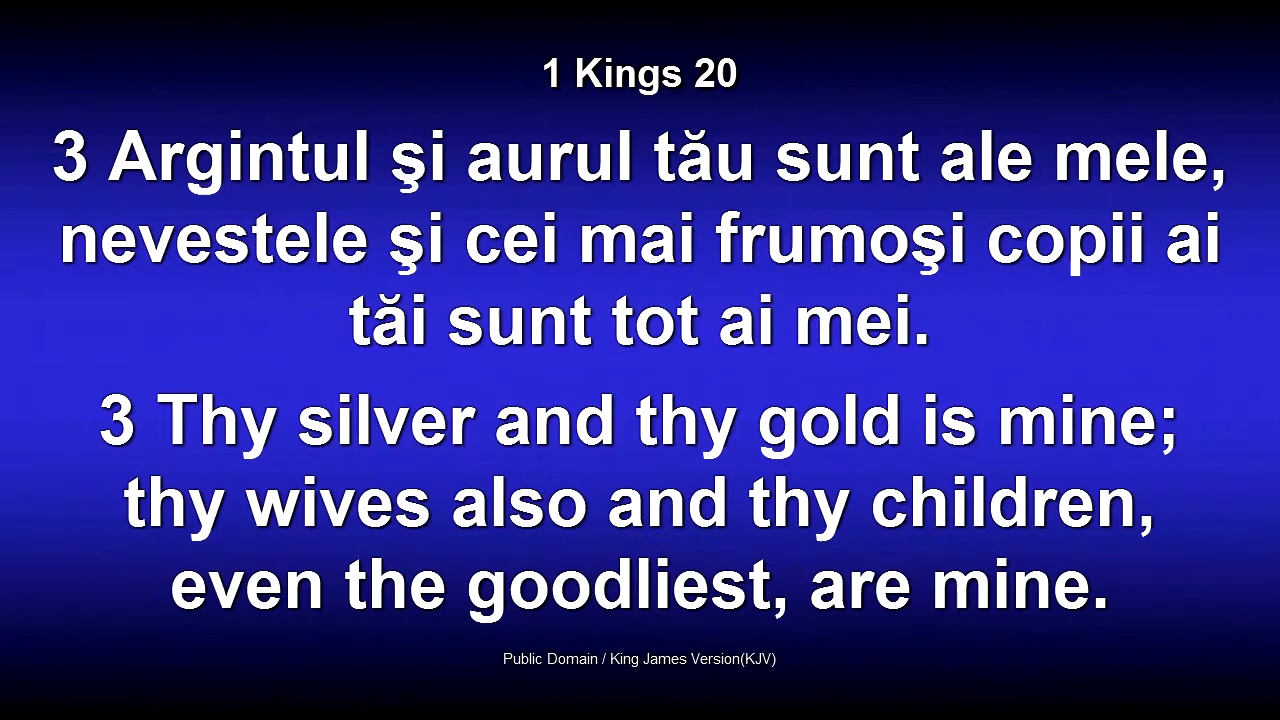 1 Kings 20
3 Argintul şi aurul tău sunt ale mele,
nevestele şi cei mai frumoşi copii ai
tăi sunt tot ai mei.
3 Thy silver and thy gold is mine;
thy wives also and thy children,
even the goodliest, are mine.
Public Domain / King James Version(KJV)